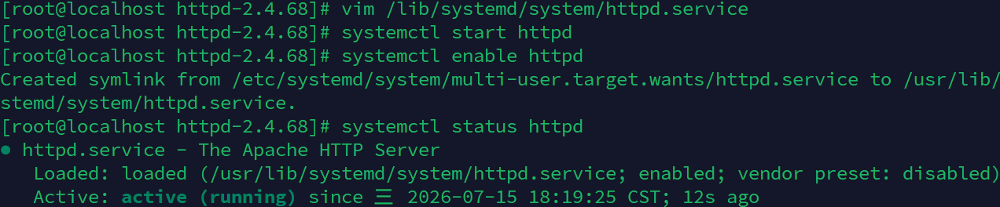 [root@localhost httpd-2.4.68]# vim /lib/systemd/system/httpd.service
[root@localhost httpd-2.4.68]# systemctl start httpd
[root@localhost httpd-2.4.68]# systemctl enable httpd
Created symlink from /etc/systemd/system/multi-user.target.wants/httpd.service to /usr/lib/
stemd/system/httpd.service.
[root@localhost httpd-2.4.68]# systemctl status httpd
● httpd.service - The Apache HTTP Server
Loaded: loaded (/usr/lib/systemd/system/httpd.service; enabled; vendor preset: disabled)
Active: active (running) since 三 2026-07-15 18:19:25 CST; 12s ago